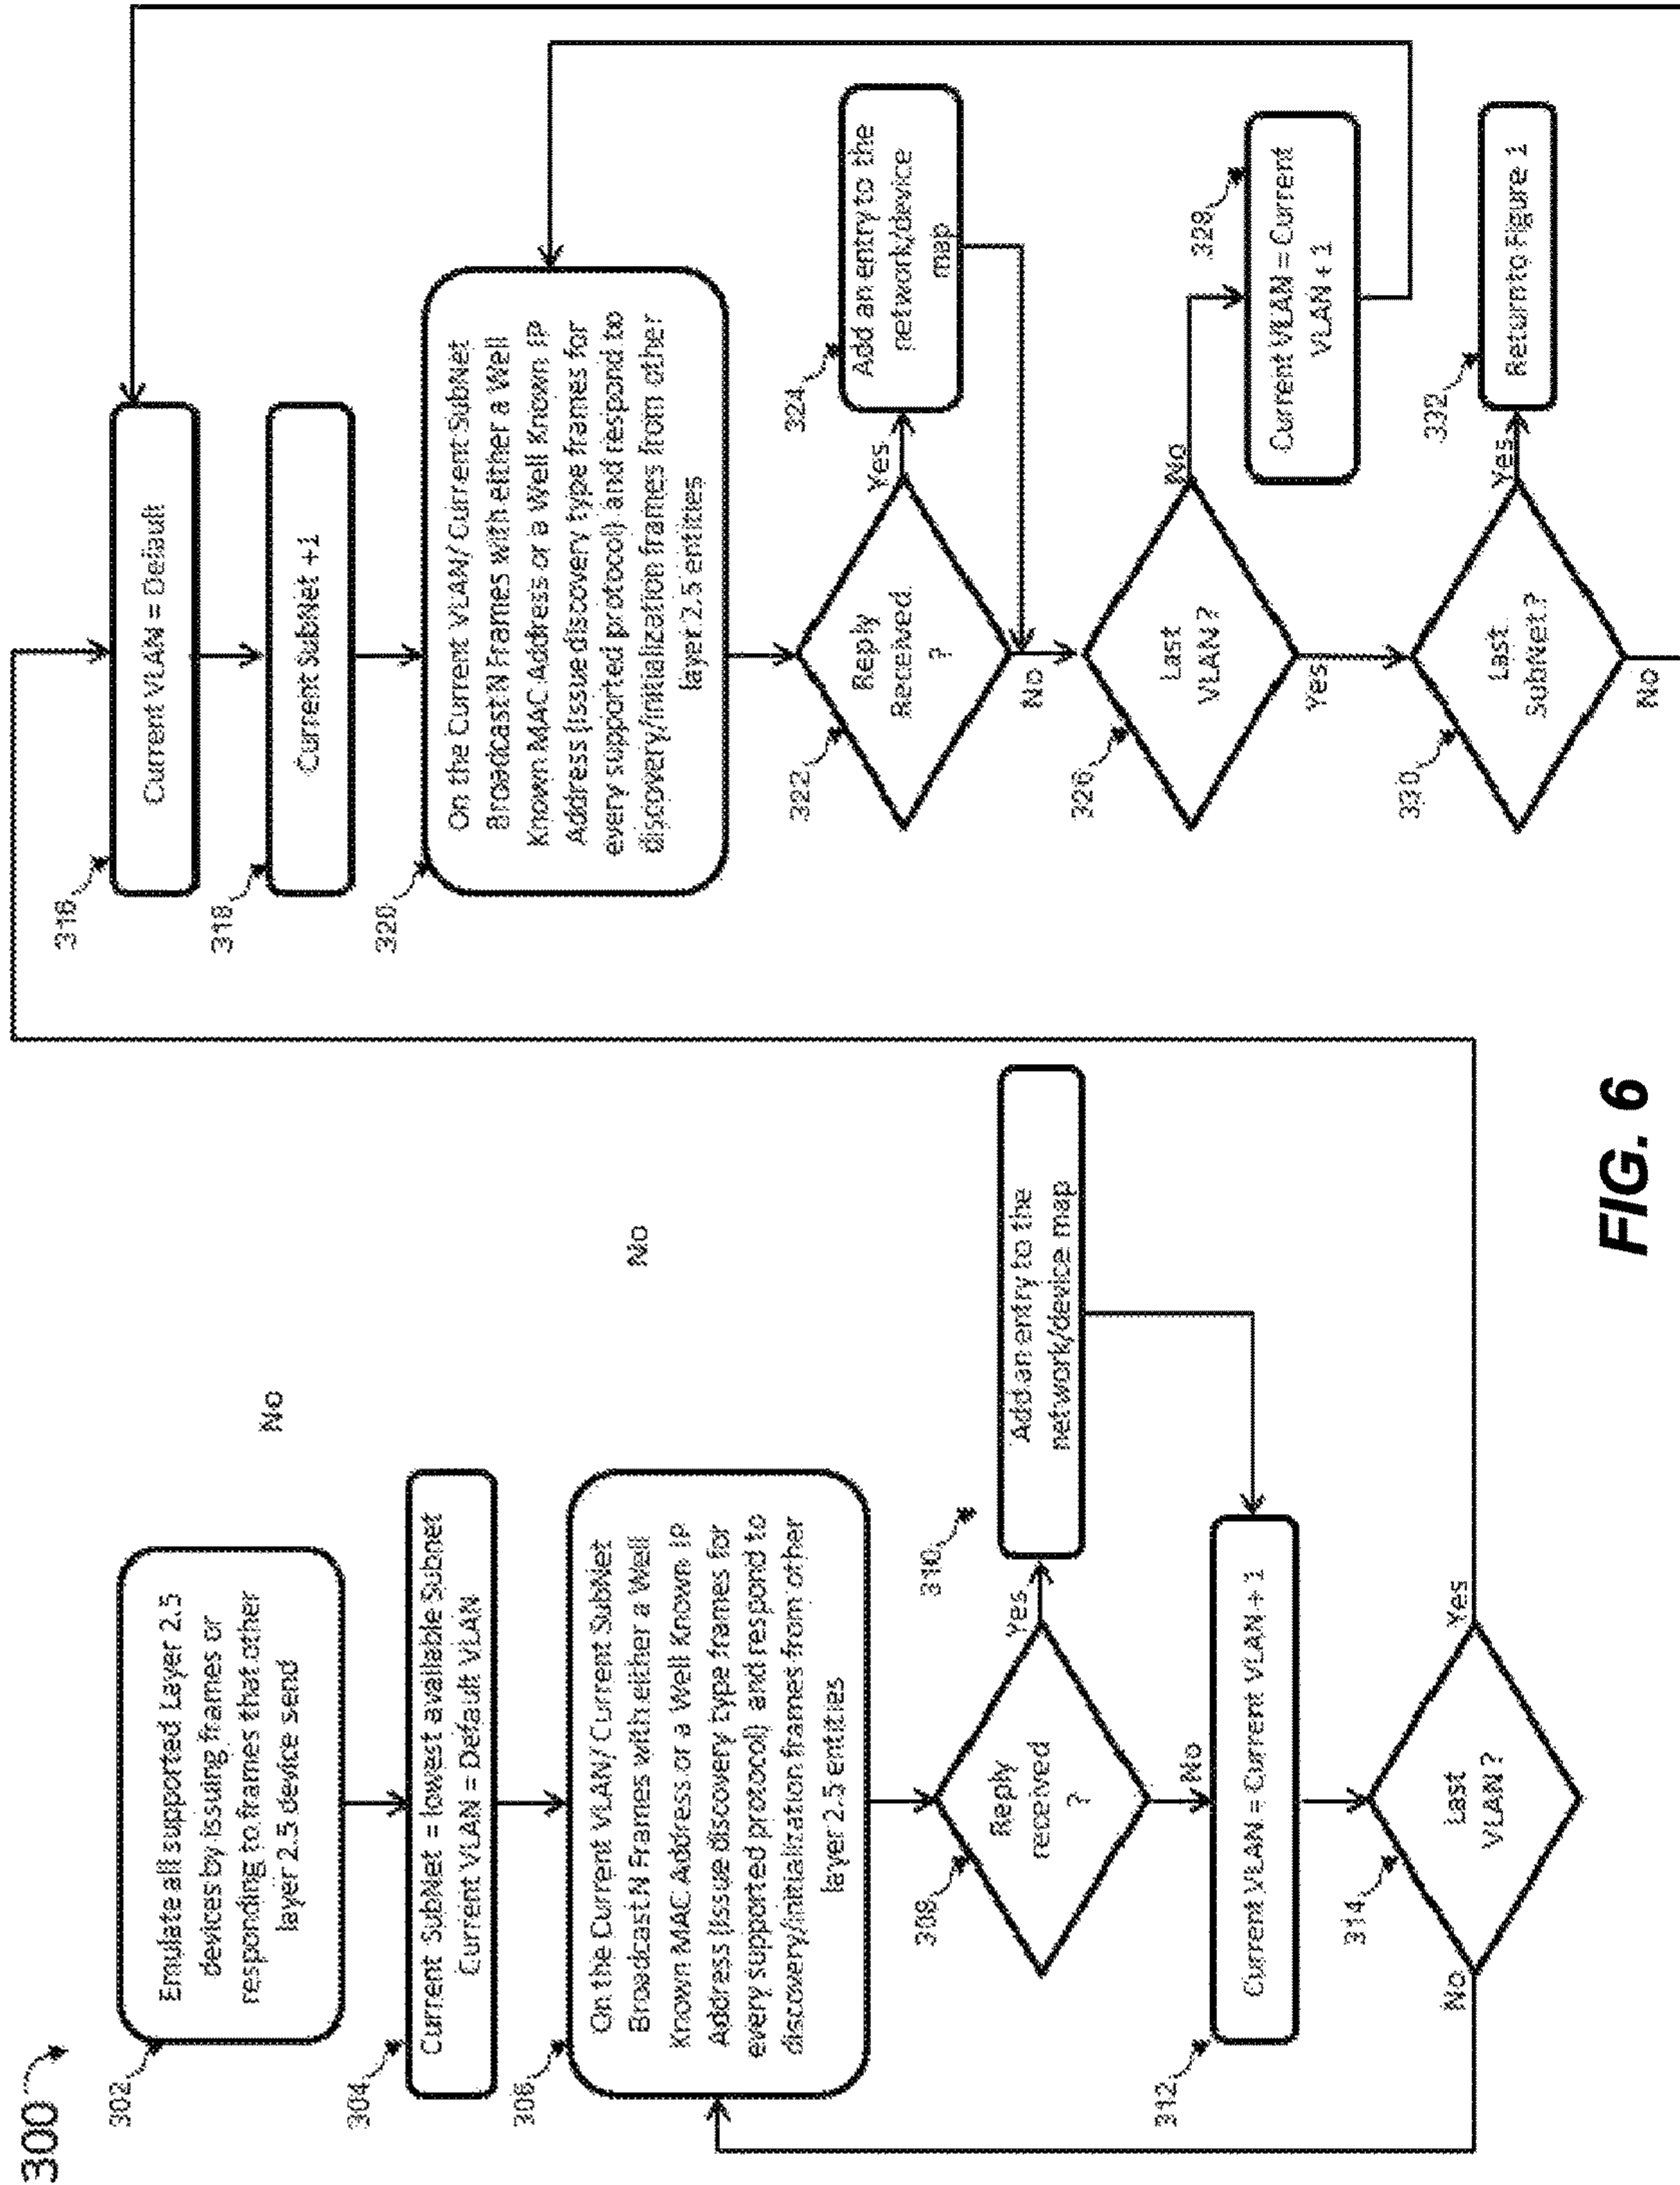 300
302
Emulate all supported Layer 2.5
devices by issuing frames or
responding to frames that other
layer 2.5 device send
No
304
Current SubNet = lowest available Subnet
Current VLAN = Default VLAN
306
On the Current VLAN/ Current SubNet
Broadcast N Frames with either a Well
Known MAC Address or a Well Known IP
Address (Issue discovery type frames for
every supported protocol) and respond to
discovery/initialization frames from other
layer 2.5 entities
No
308
Reply
received
?
Yes
310
Add an entry to the
network/device map
No
312
Current VLAN = Current VLAN + 1
314
Last
VLAN?
No
Yes
316
Current VLAN = Default
318
Current SubNet +1
320
On the Current VLAN/ Current SubNet
Broadcast N Frames with either a Well
Known MAC Address or a Well Known IP
Address (Issue discovery type frames for
every supported protocol) and respond to
discovery/initialization frames from other
layer 2.5 entities
322
Reply
Received
?
Yes
324
Add an entry to the
network/device
map
No
326
Last
VLAN?
No
328
Current VLAN = Current
VLAN + 1
Yes
330
Last
SubNet?
Yes
332
Return to Figure 1
No
FIG. 6